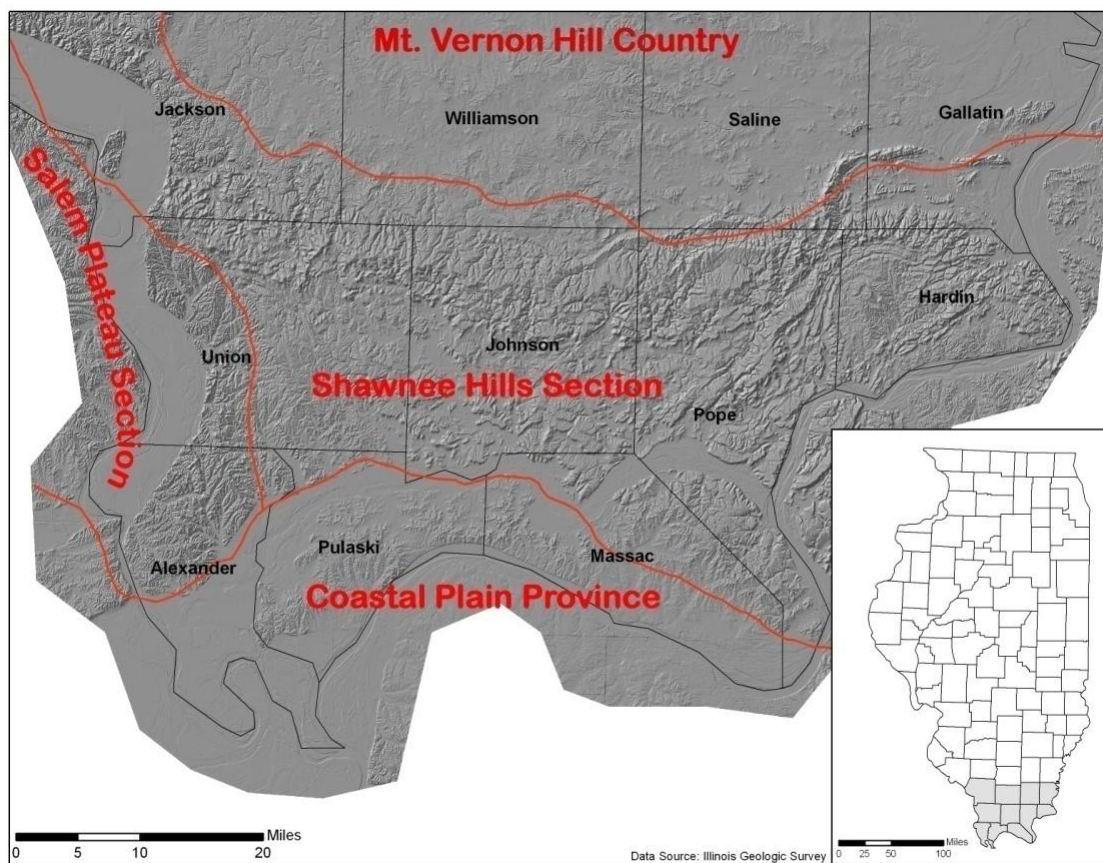 Mt. Vernon Hill Country
Jackson
Williamson
Saline
Gallatin
Salem Plateau Section
Hardin
Union
Johnson
Shawnee Hills Section
Pope
Pulaski
Massac
Alexander
Coastal Plain Province
Miles
0 5 10 20
Data Source: Illinois Geologic Survey
Miles
0 25 50 100